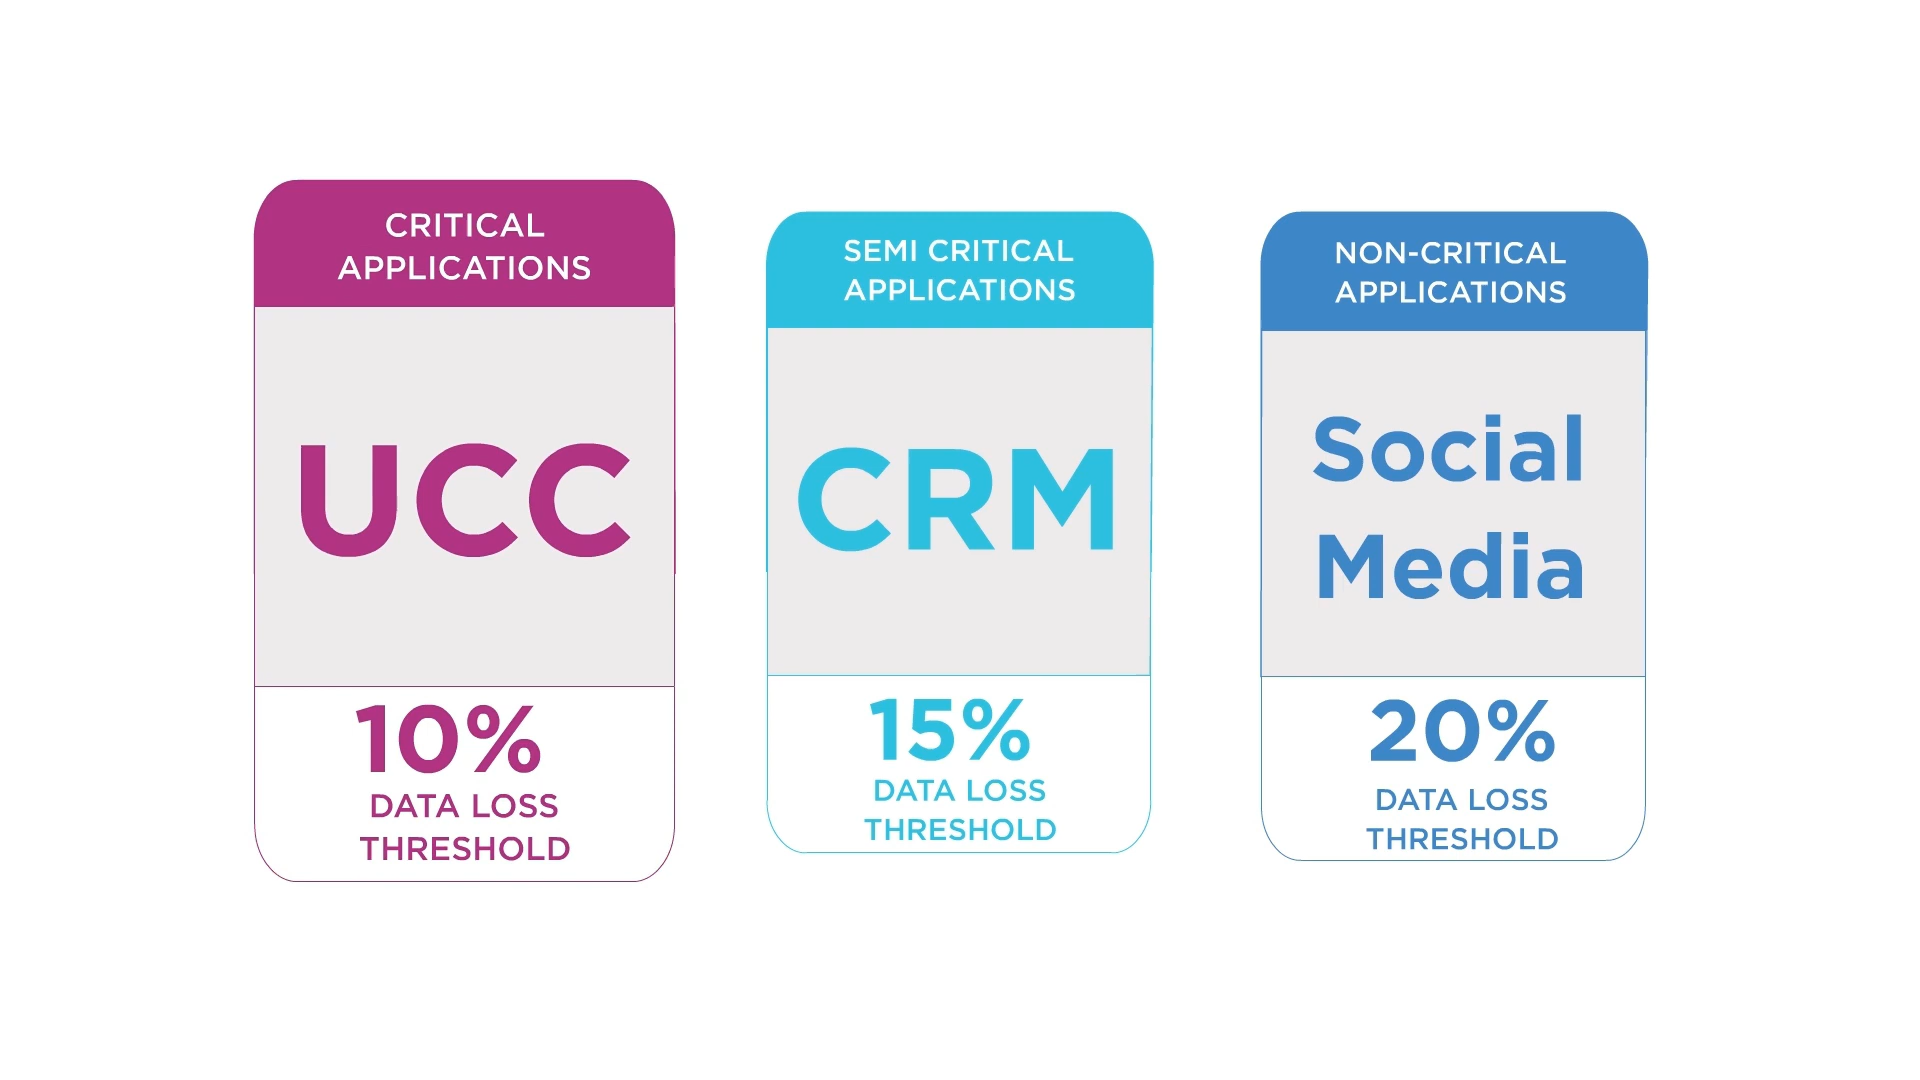 CRITICAL
APPLICATIONS
UCC
10%
DATA LOSS
THRESHOLD
SEMI CRITICAL
APPLICATIONS
CRM
15%
DATA LOSS
THRESHOLD
NON-CRITICAL
APPLICATIONS
Social
Media
20%
DATA LOSS
THRESHOLD